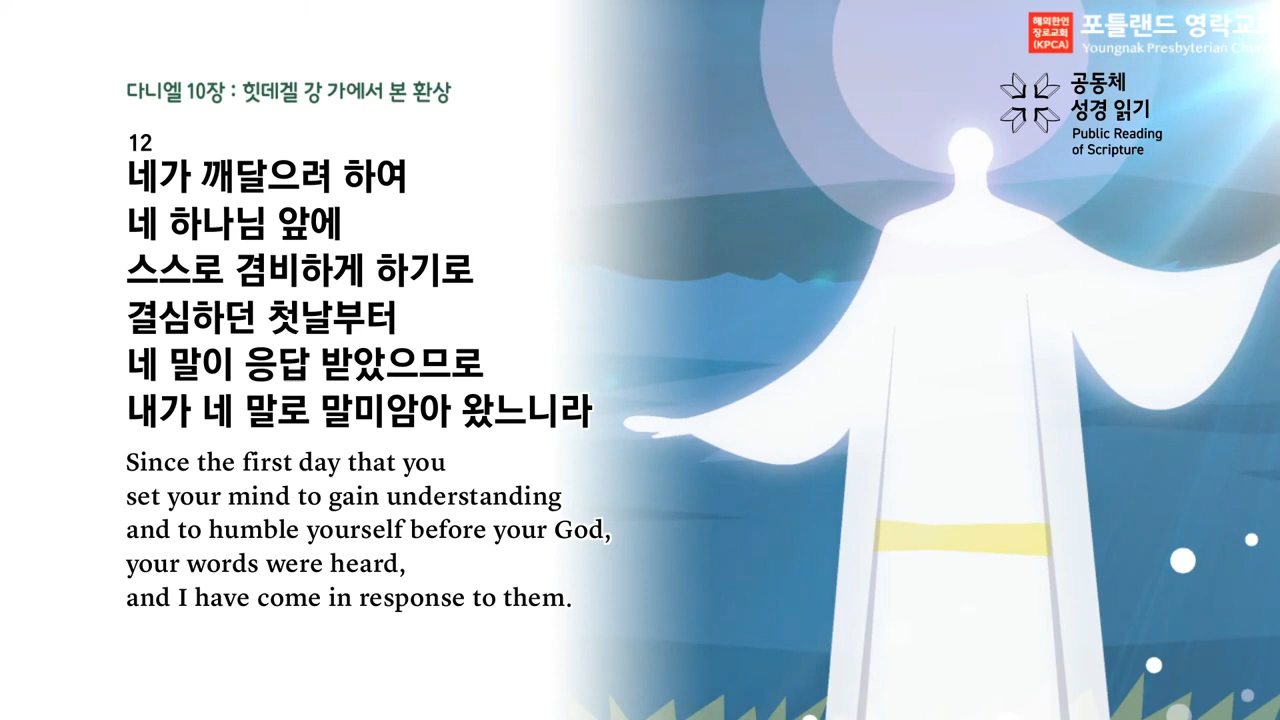 해외한인
장로교회
(KPCA)
포틀랜드 영락교회
Youngnak Presbyterian Church
다니엘 10장 : 힛데겔 강 가에서 본 환상
공동체
성경 읽기
Public Reading
of Scripture
12
네가 깨달으려 하여
네 하나님 앞에
스스로 겸비하게 하기로
결심하던 첫날부터
네 말이 응답 받았으므로
내가 네 말로 말미암아 왔느니라
Since the first day that you
set your mind to gain understanding
and to humble yourself before your God,
your words were heard,
and I have come in response to them.